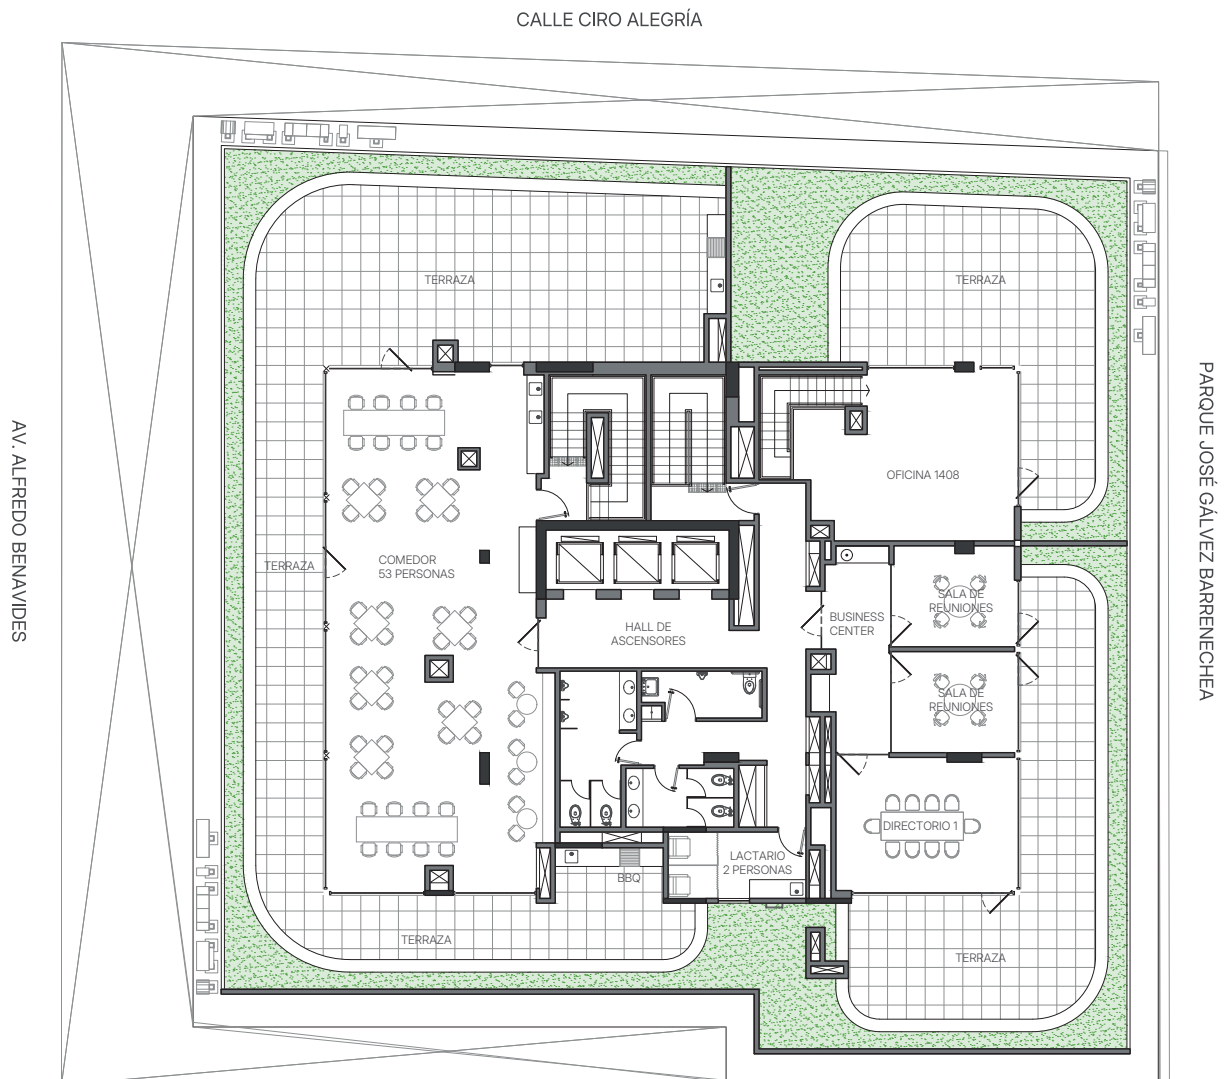 CALLE CIRO ALEGRÍA
TERRAZA
TERRAZA
AV. ALFREDO BENAVIDES
PARQUE JOSÉ GÁLVEZ BARRENECHEA
OFICINA 1408
TERRAZA
COMEDOR
53 PERSONAS
HALL DE
ASCENSORES
BUSINESS
CENTER
SALA DE
REUNIONES
SALA DE
REUNIONES
DIRECTORIO 1
LACTARIO
2 PERSONAS
BBQ
TERRAZA
TERRAZA